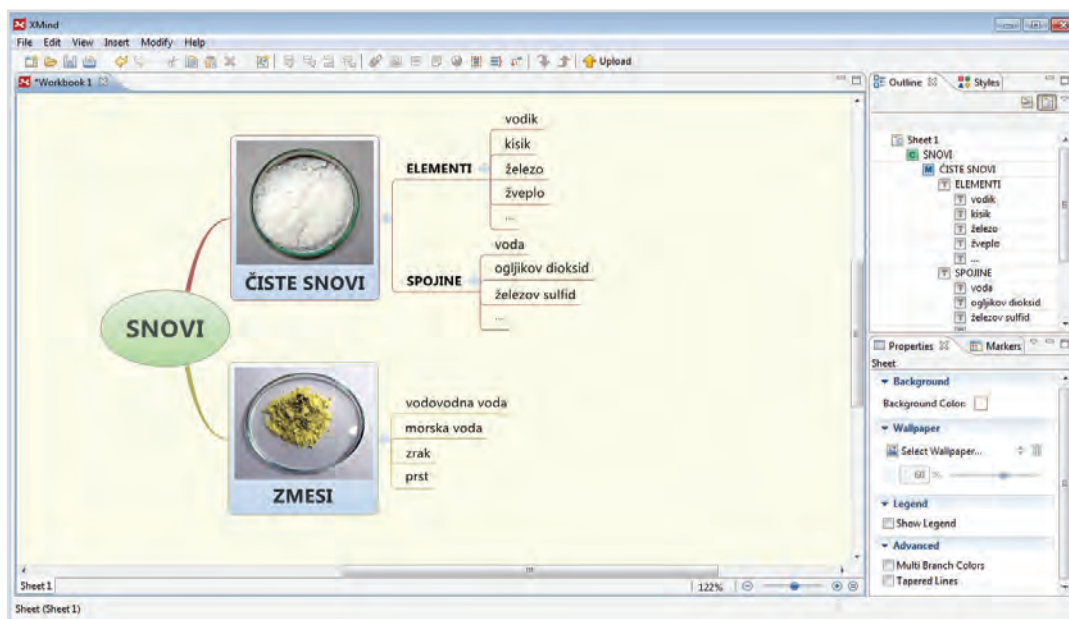 XMind
File Edit View Insert Modify Help
Upload
*Workbook 1
SNOVI
ČISTE SNOVI
ELEMENTI
vodik
kisik
železo
žveplo
...
SPOJINE
voda
ogljikov dioksid
železov sulfid
...
ZMESI
vodovodna voda
morska voda
zrak
prst
Sheet 1
122%
Sheet (Sheet 1)
Outline Styles
Sheet 1
SNOVI
ČISTE SNOVI
ELEMENTI
vodik
kisik
železo
žveplo
...
SPOJINE
voda
ogljikov dioksid
železov sulfid
Properties Markers
Sheet
Background
Background Color:
Wallpaper
Select Wallpaper...
60 %
Legend
Show Legend
Advanced
Multi Branch Colors
Tapered Lines